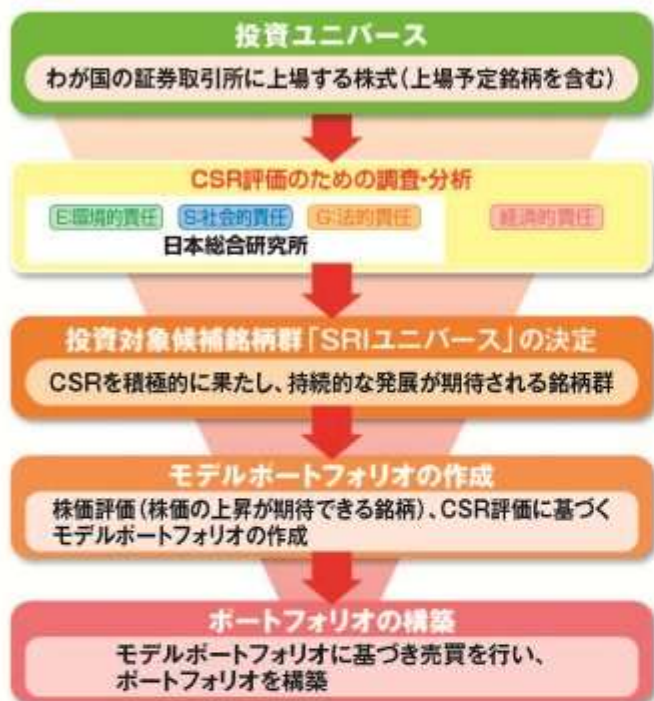 投資ユニバース
わが国の証券取引所に上場する株式(上場予定銘柄を含む)
CSR評価のための調査・分析
E:環境的責任 S:社会的責任 G:法的責任 経済的責任
日本総合研究所
投資対象候補銘柄群「SRIユニバース」の決定
CSRを積極的に果たし、持続的な発展が期待される銘柄群
モデルポートフォリオの作成
株価評価(株価の上昇が期待できる銘柄)、CSR評価に基づく
モデルポートフォリオの作成
ポートフォリオの構築
モデルポートフォリオに基づき売買を行い、
ポートフォリオを構築